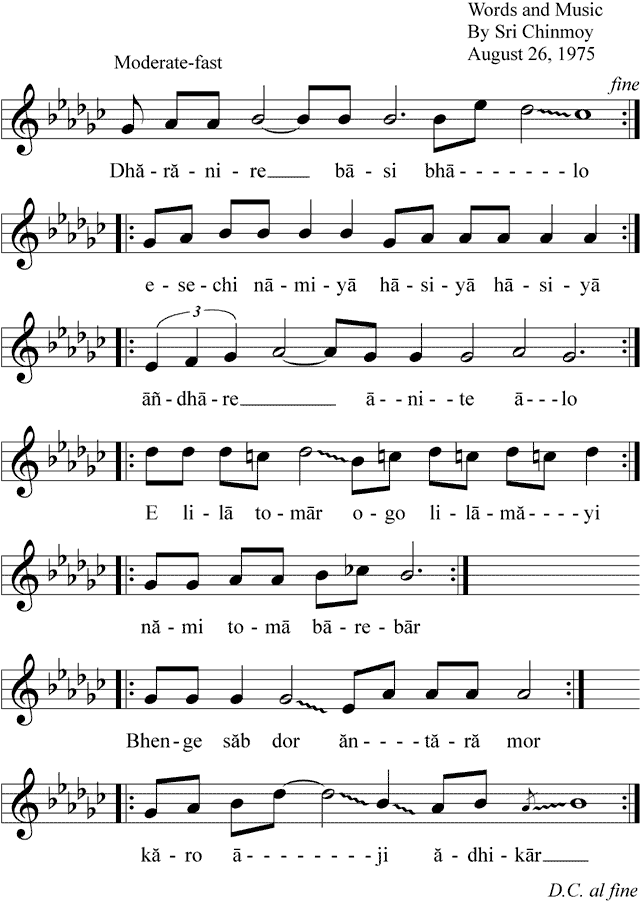 Words and Music
By Sri Chinmoy
August 26, 1975
Moderate-fast
fine
Dhă - ră - ni - re____ bā - si bhā - - - - - - - lo
e - se - chi nā - mi - yā hā - si - yā hā - si - yā
3
āñ - dhā - re__________ ā - - ni - - te ā - - - lo
E li - lā to - mār o - go li - lā - mă - - - - yi
nă - mi to - mā bā - re - bār
Bhen - ge săb dor ăn - - - - tă - ră mor
kă - ro ā - - - - - - - - ji ă - dhi - kār____
D.C. al fine